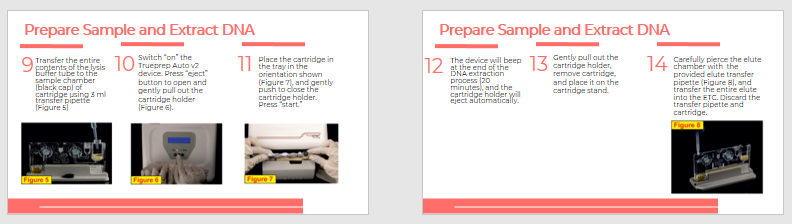 Prepare Sample and Extract DNA
9
Transfer the entire
contents of the lysis
buffer tube to the
sample chamber
(black cap) of
cartridge using 3 ml
transfer pipette
(Figure 5)
10
Switch “on” the
Trueprep Auto v2
device. Press “eject”
button to open and
gently pull out the
cartridge holder
(Figure 6).
11
Place the cartridge in
the tray in the
orientation shown
(Figure 7), and gently
push to close the
cartridge holder.
Press “start.”
Figure 5
Figure 6
Figure 7
Prepare Sample and Extract DNA
12
The device will beep
at the end of the
DNA extraction
process (20
minutes), and the
cartridge holder will
eject automatically.
13
Gently pull out the
cartridge holder,
remove cartridge,
and place it on the
cartridge stand.
14
Carefully pierce the elute
chamber with the
provided elute transfer
pipette (Figure 8), and
transfer the entire elute
into the ETC. Discard the
transfer pipette and
cartridge.
Figure 8